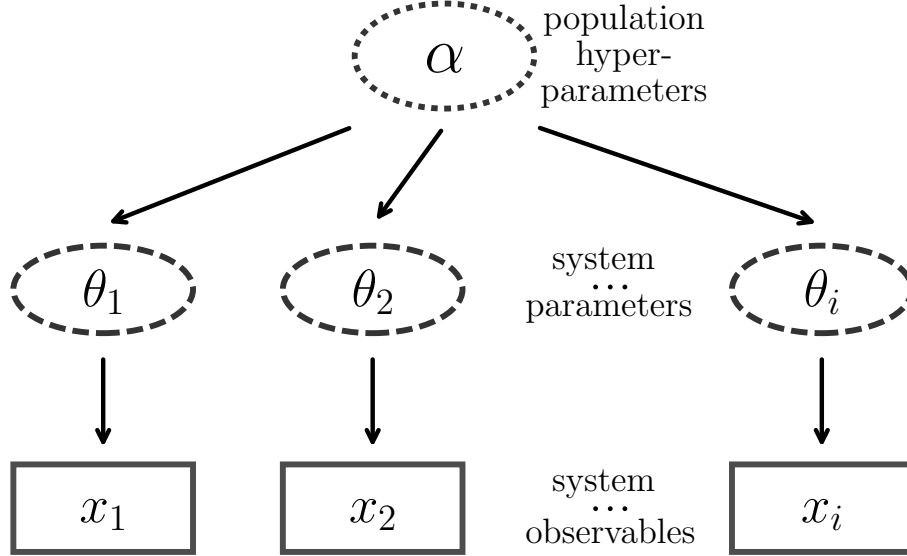 population
α hyper-
parameters
θ₁ θ₂ system θᵢ
...
parameters
x₁ x₂ system xᵢ
...
observables